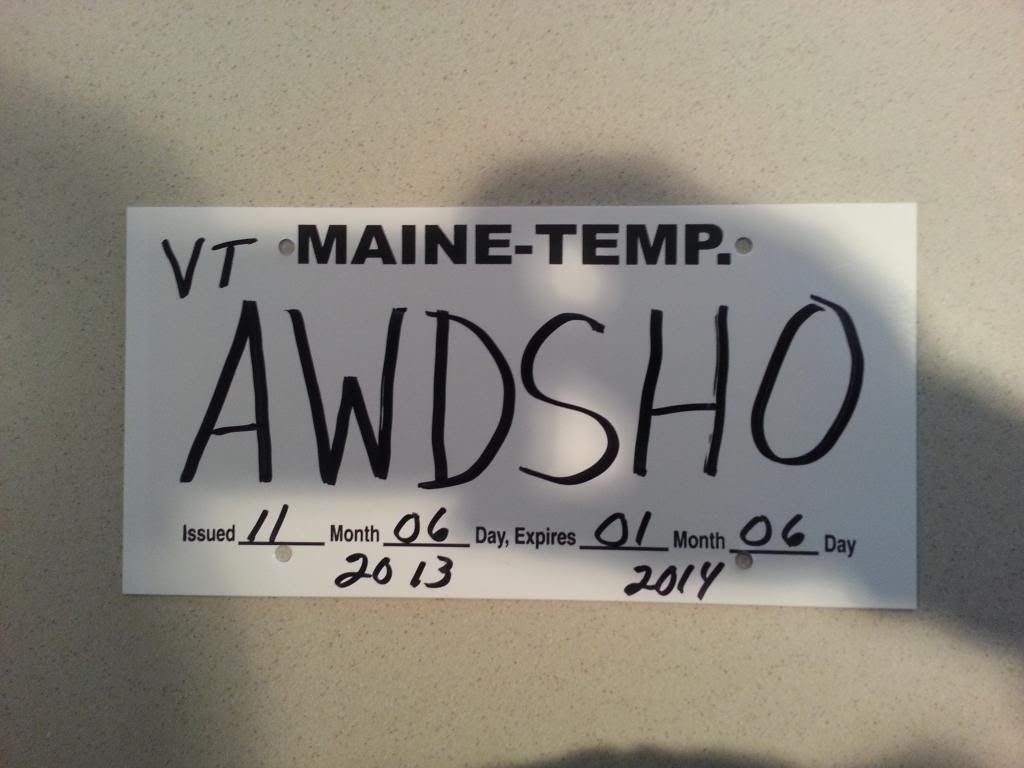 VT MAINE-TEMP.
AWDSHO
Issued 11 Month 06 Day, Expires 01 Month 06 Day
2013 2014